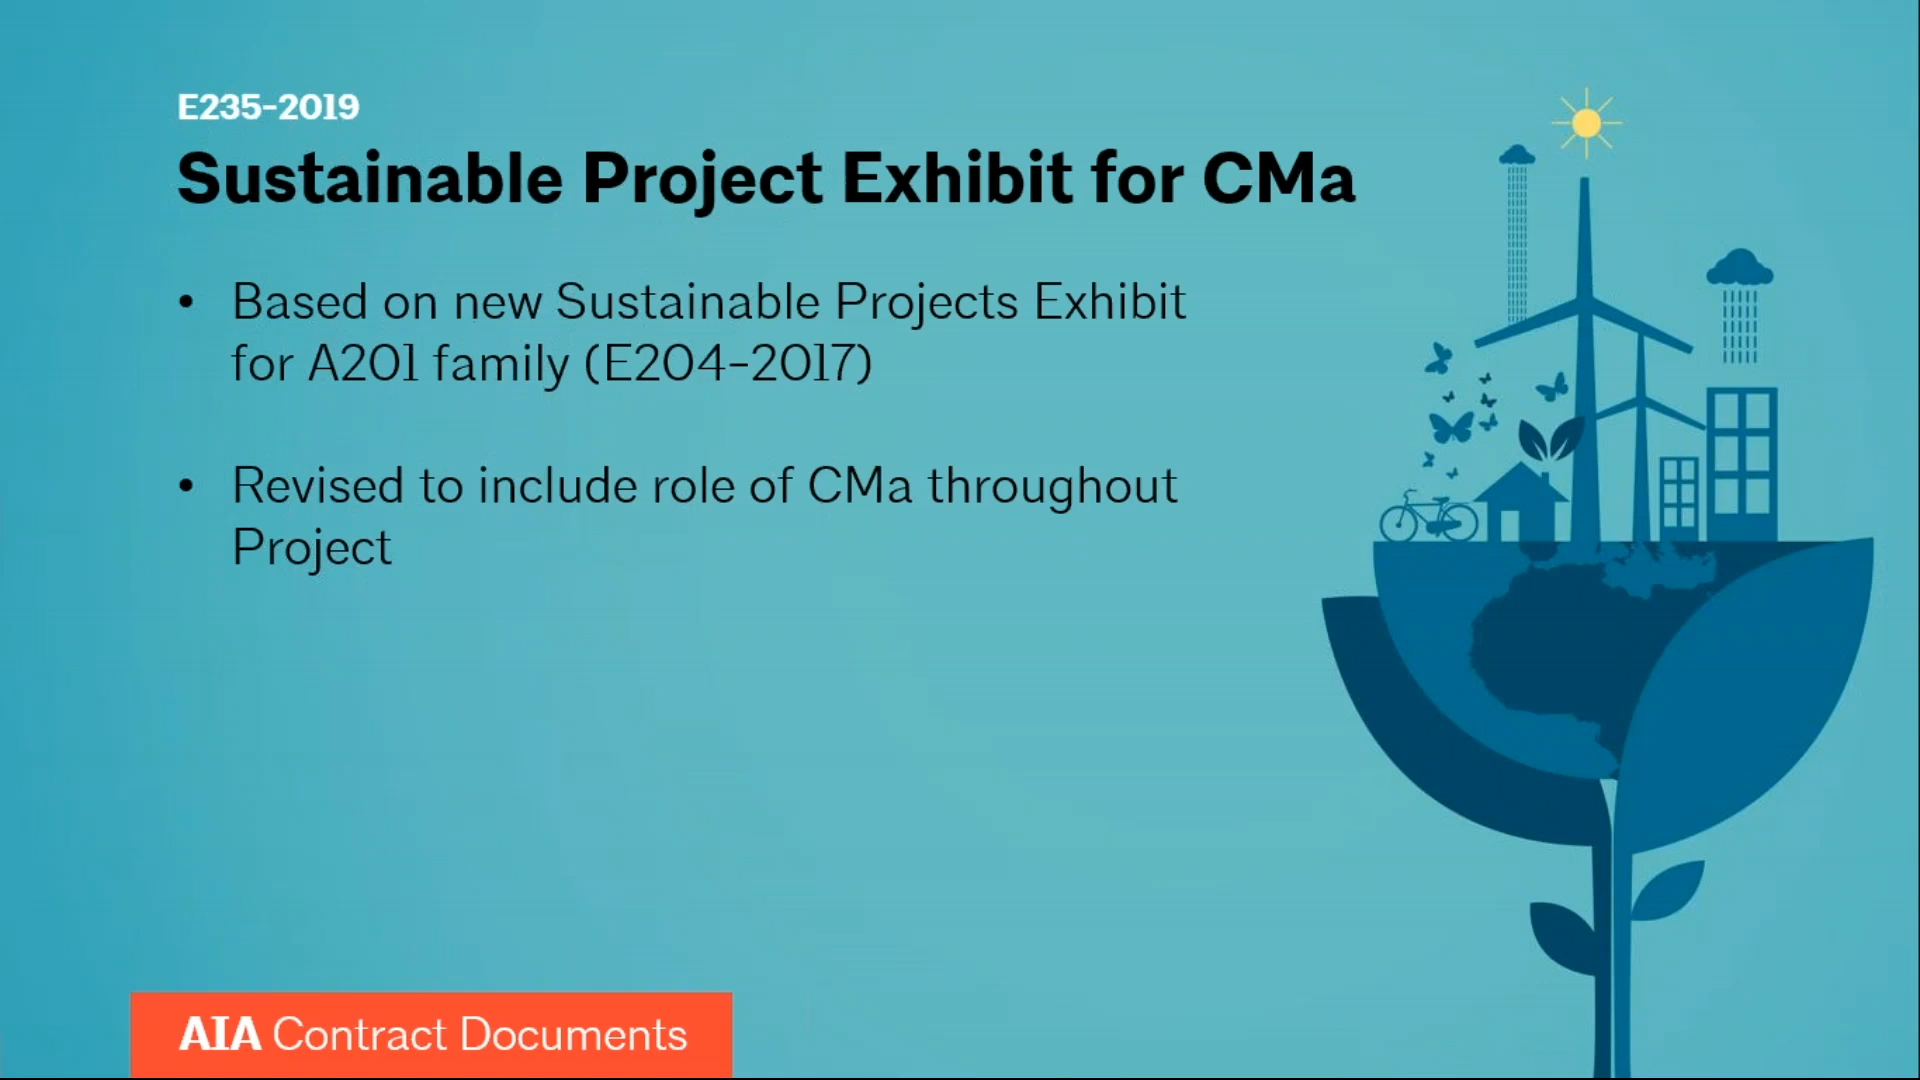 E235-2019
Sustainable Project Exhibit for CMa
• Based on new Sustainable Projects Exhibit
for A201 family (E204-2017)
• Revised to include role of CMa throughout
Project
AIA Contract Documents